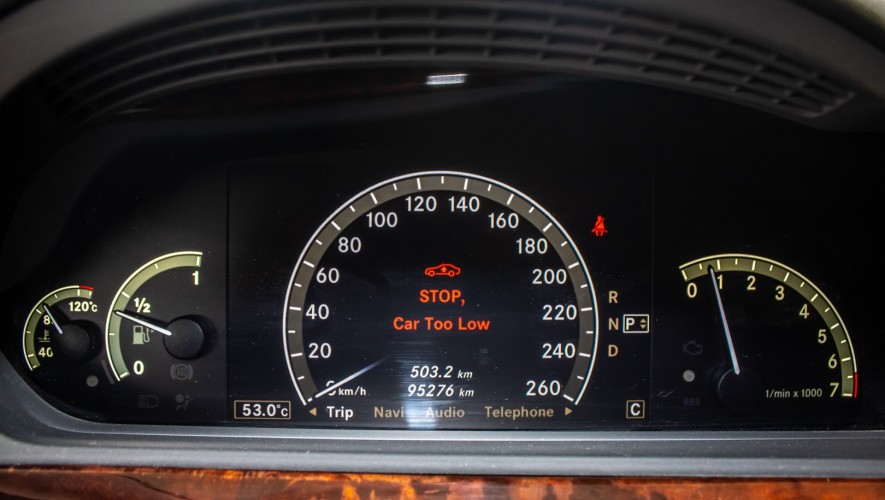 120°c
8
40
1
1/2
0
0 km/h
20
40
60
80
100
120
140
160
180
200
220
240
260
STOP,
Car Too Low
503.2 km
95276 km
53.0°c
Trip Navi Audio Telephone
C
R
N P
D
0
1
2
3
4
5
6
7
1/min x 1000